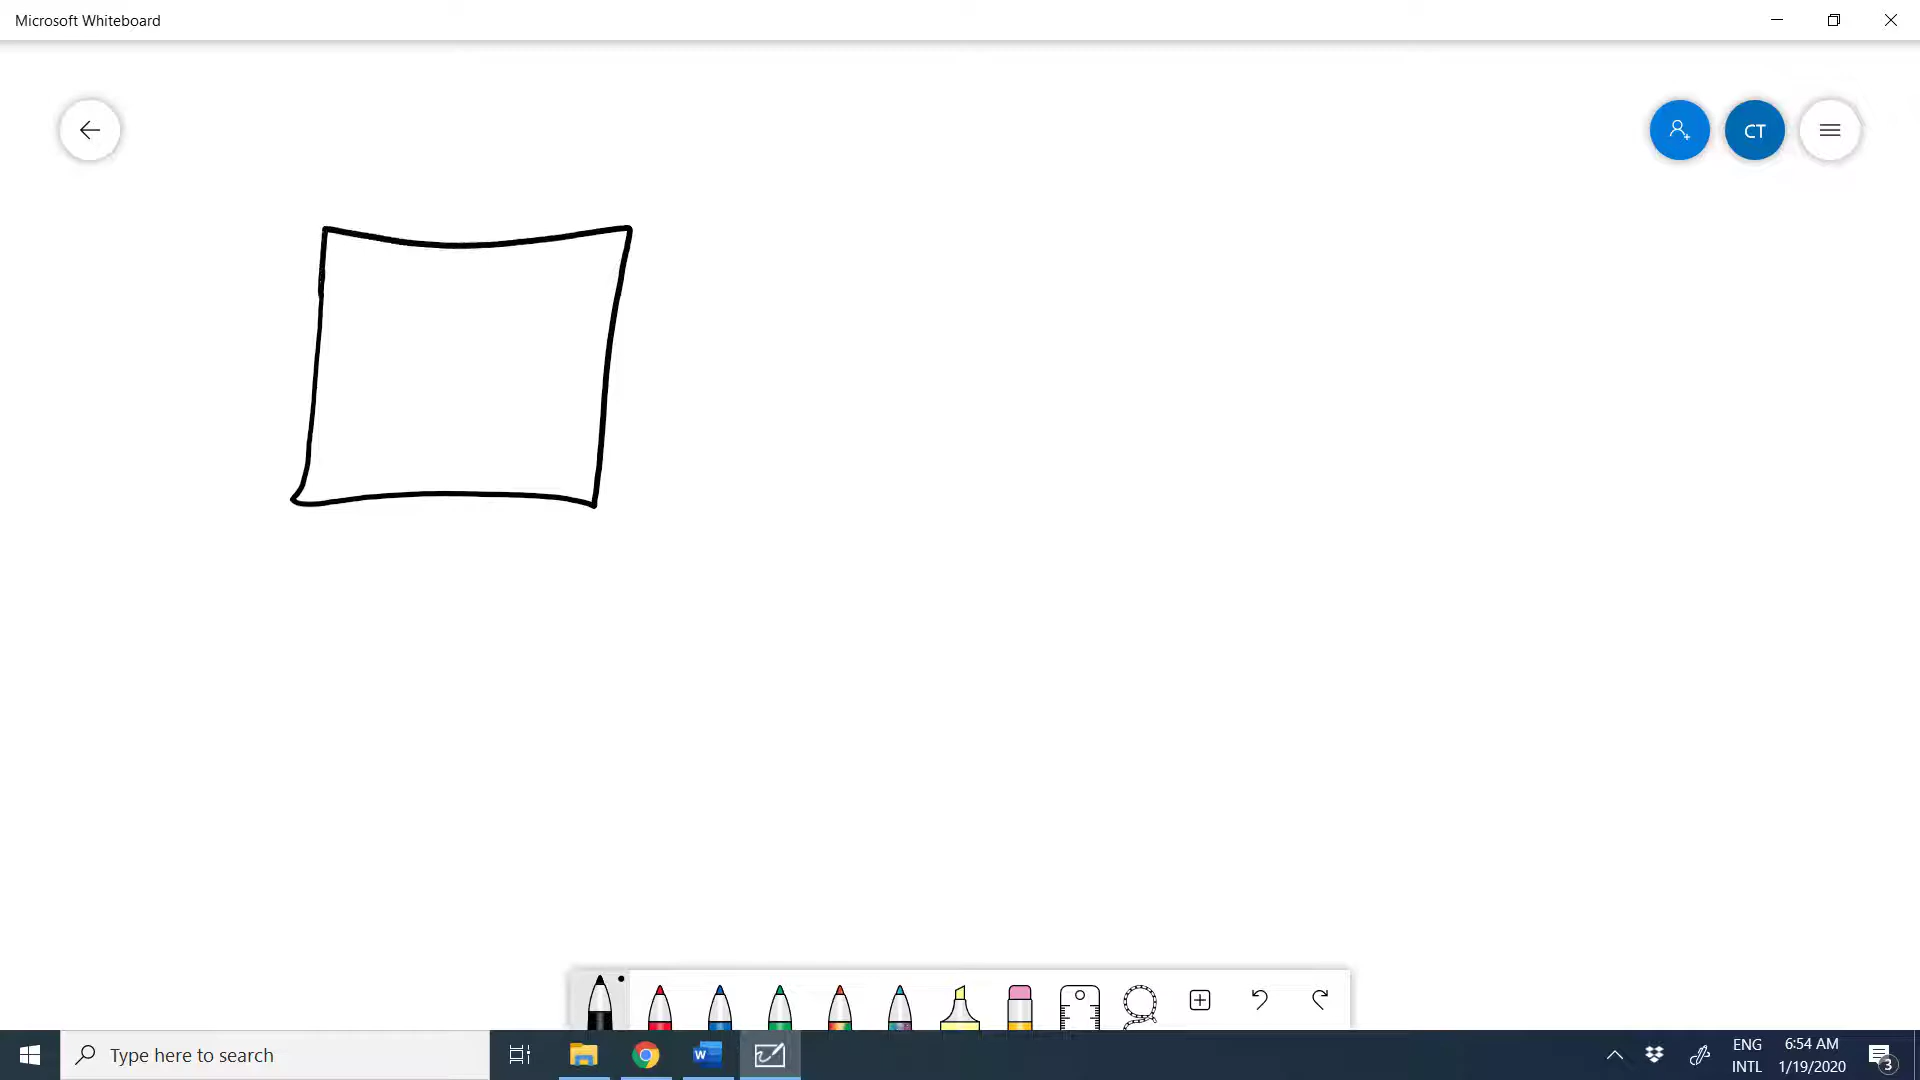 Microsoft Whiteboard
CT
Type here to search
W
ENG
INTL
6:54 AM
1/19/2020
3